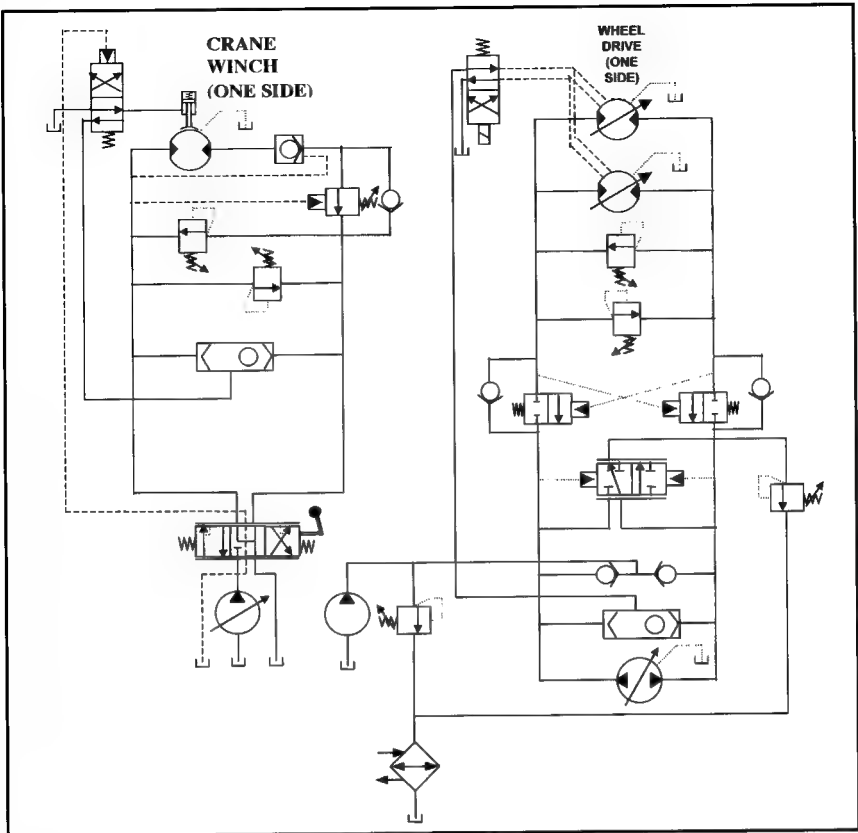 CRANE
WINCH
(ONE SIDE)
WHEEL
DRIVE
(ONE
SIDE)